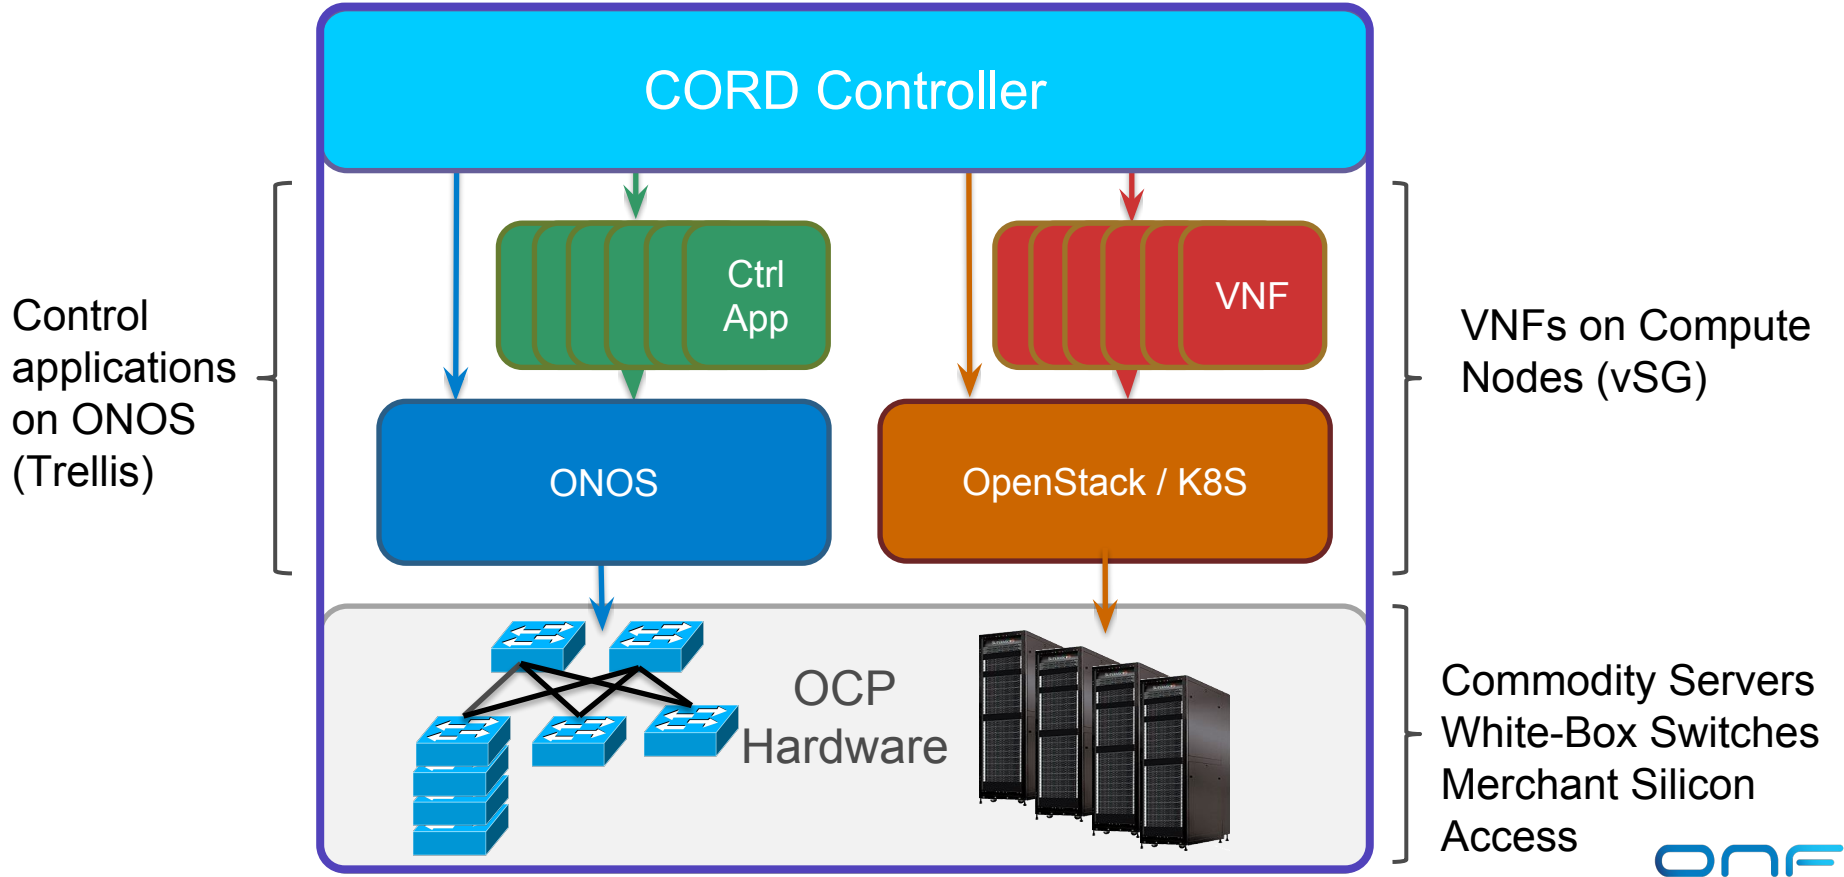 CORD Controller
Control
applications
on ONOS
(Trellis)
Ctrl
App
VNF
VNFs on Compute
Nodes (vSG)
ONOS
OpenStack / K8S
OCP
Hardware
Commodity Servers
White-Box Switches
Merchant Silicon
Access
ONF